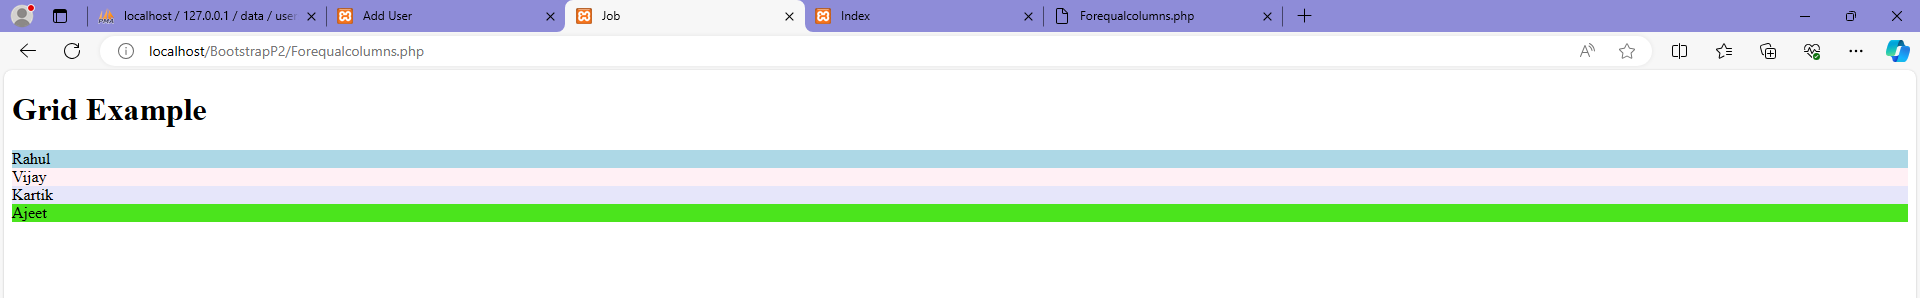 localhost / 127.0.0.1 / data / user
Add User
Job
Index
Forequalcolumns.php
localhost/BootstrapP2/Forequalcolumns.php
Grid Example
Rahul
Vijay
Kartik
Ajeet